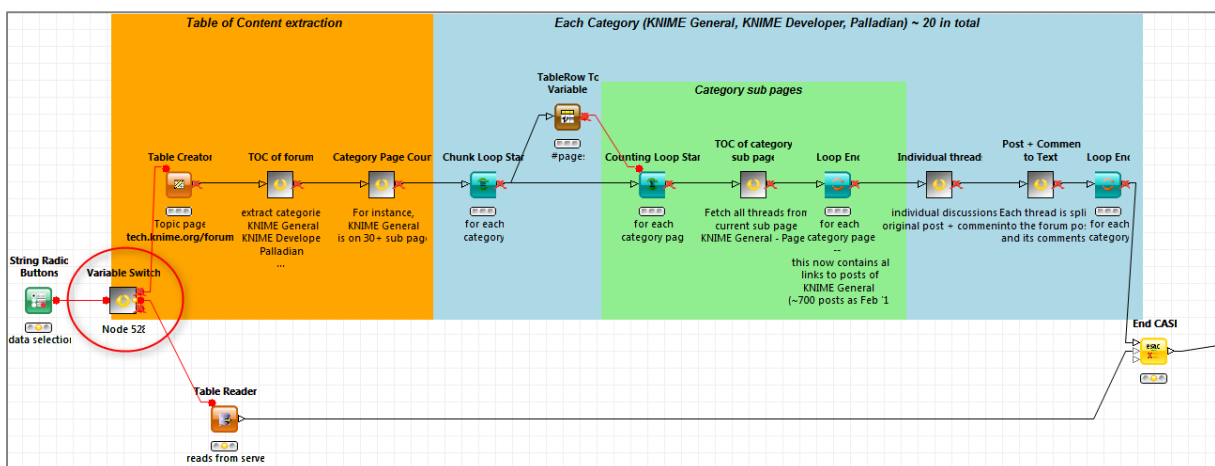 Table of Content extraction
Each Category (KNIME General, KNIME Developer, Palladian) ~ 20 in total
TableRow To
Variable
#page:
Category sub pages
Table Creator
Topic page
tech.knime.org/forum
TOC of forum
extract categorie
KNIME General
KNIME Develope
Palladian
...
Category Page Coun
For instance,
KNIME General
is on 30+ sub page
Chunk Loop Star
for each
category
Counting Loop Star
for each
category pag
TOC of category
sub page
Fetch all threads from
current sub page
KNIME General - Page
Loop End
for each
category page
--
this now contains al
links to posts of
KNIME General
(~700 posts as Feb '1
Individual thread
individual discussions
original post + commen
Post + Commen
to Text
Each thread is spli
into the forum pos
and its comments
Loop End
for each
category
String Radio
Buttons
data selection
Variable Switch
Node 528
Table Reader
reads from serve
End CASE
esac